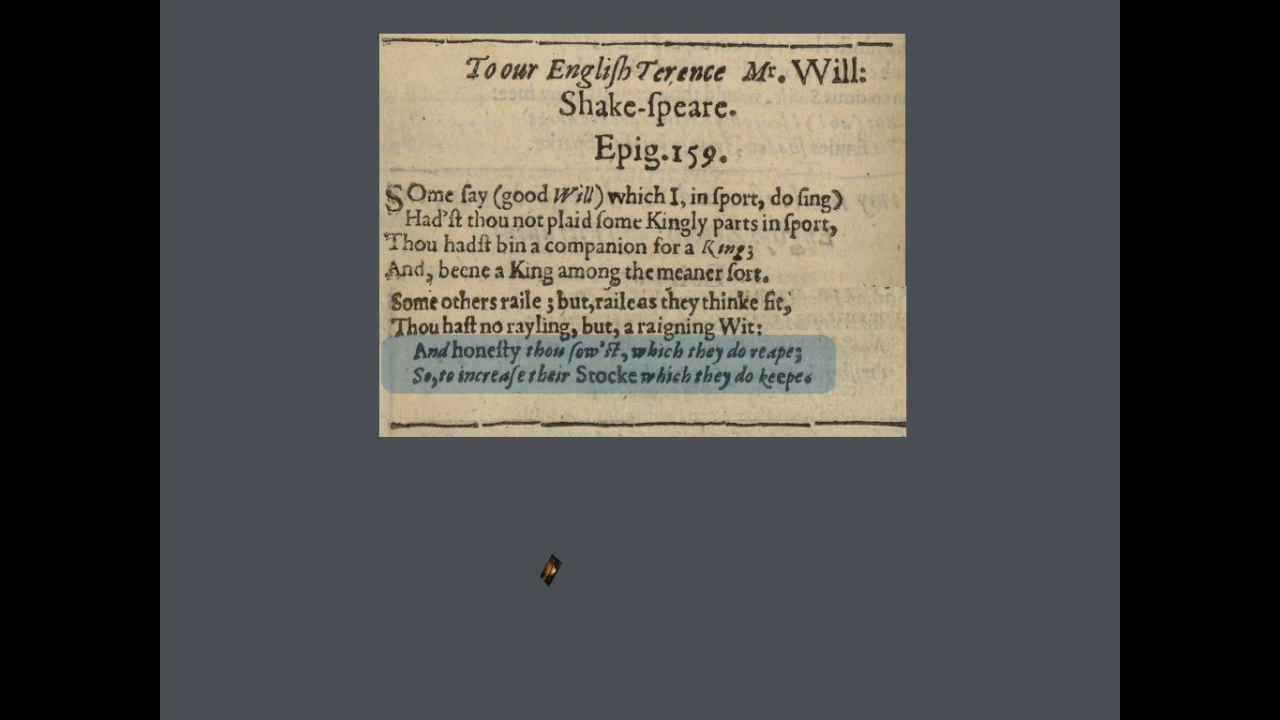 To our Engliſh Terence Mr. Will:
Shake-ſpeare.
Epig.159.
SOme ſay (good Will) which I, in ſport, do ſing)
Had'ſt thou not plaid ſome Kingly parts in ſport,
Thou hadſt bin a companion for a King;
And, beene a King among the meaner ſort.
Some others raile; but, raile as they thinke fit,
Thou haſt no rayling, but, a raigning Wit:
And honeſty thou ſow'ſt, which they do reape;
So, to increaſe their Stocke which they do keepe.